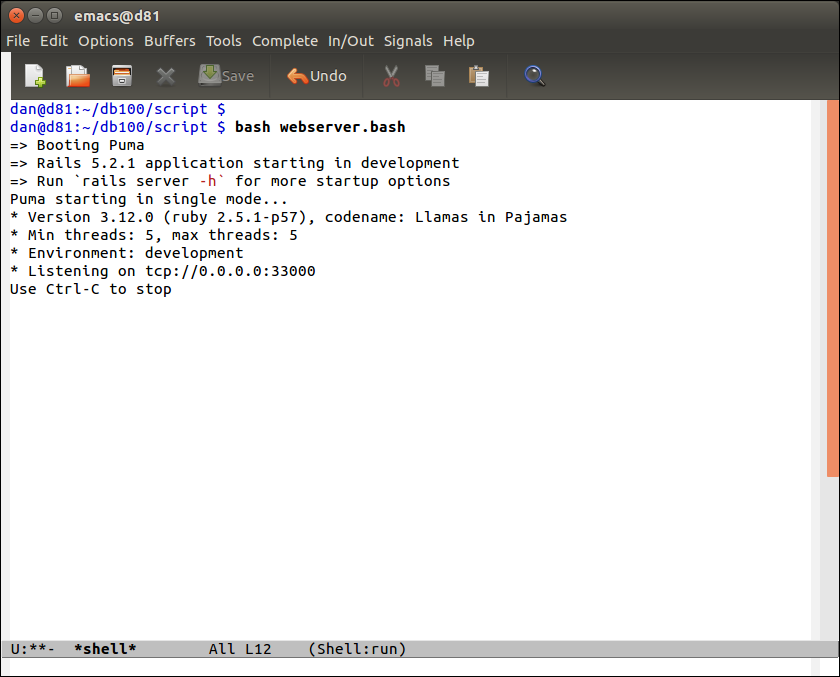 emacs@d81
File Edit Options Buffers Tools Complete In/Out Signals Help
Save Undo
dan@d81:~/db100/script $
dan@d81:~/db100/script $ bash webserver.bash
=> Booting Puma
=> Rails 5.2.1 application starting in development
=> Run `rails server -h` for more startup options
Puma starting in single mode...
* Version 3.12.0 (ruby 2.5.1-p57), codename: Llamas in Pajamas
* Min threads: 5, max threads: 5
* Environment: development
* Listening on tcp://0.0.0.0:33000
Use Ctrl-C to stop
U:**-  *shell*        All L12    (Shell:run)